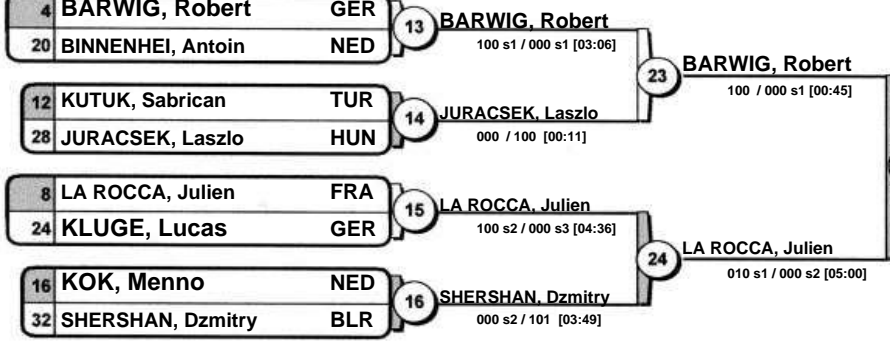 4 BARWIG, Robert GER
20 BINNENHEI, Antoin NED
13
BARWIG, Robert
100 s1 / 000 s1 [03:06]
12 KUTUK, Sabrican TUR
28 JURACSEK, Laszlo HUN
14
JURACSEK, Laszlo
000 / 100 [00:11]
23
BARWIG, Robert
100 / 000 s1 [00:45]
8 LA ROCCA, Julien FRA
24 KLUGE, Lucas GER
15
LA ROCCA, Julien
100 s2 / 000 s3 [04:36]
16 KOK, Menno NED
32 SHERSHAN, Dzmitry BLR
16
SHERSHAN, Dzmitry
000 s2 / 101 [03:49]
24
LA ROCCA, Julien
010 s1 / 000 s2 [05:00]